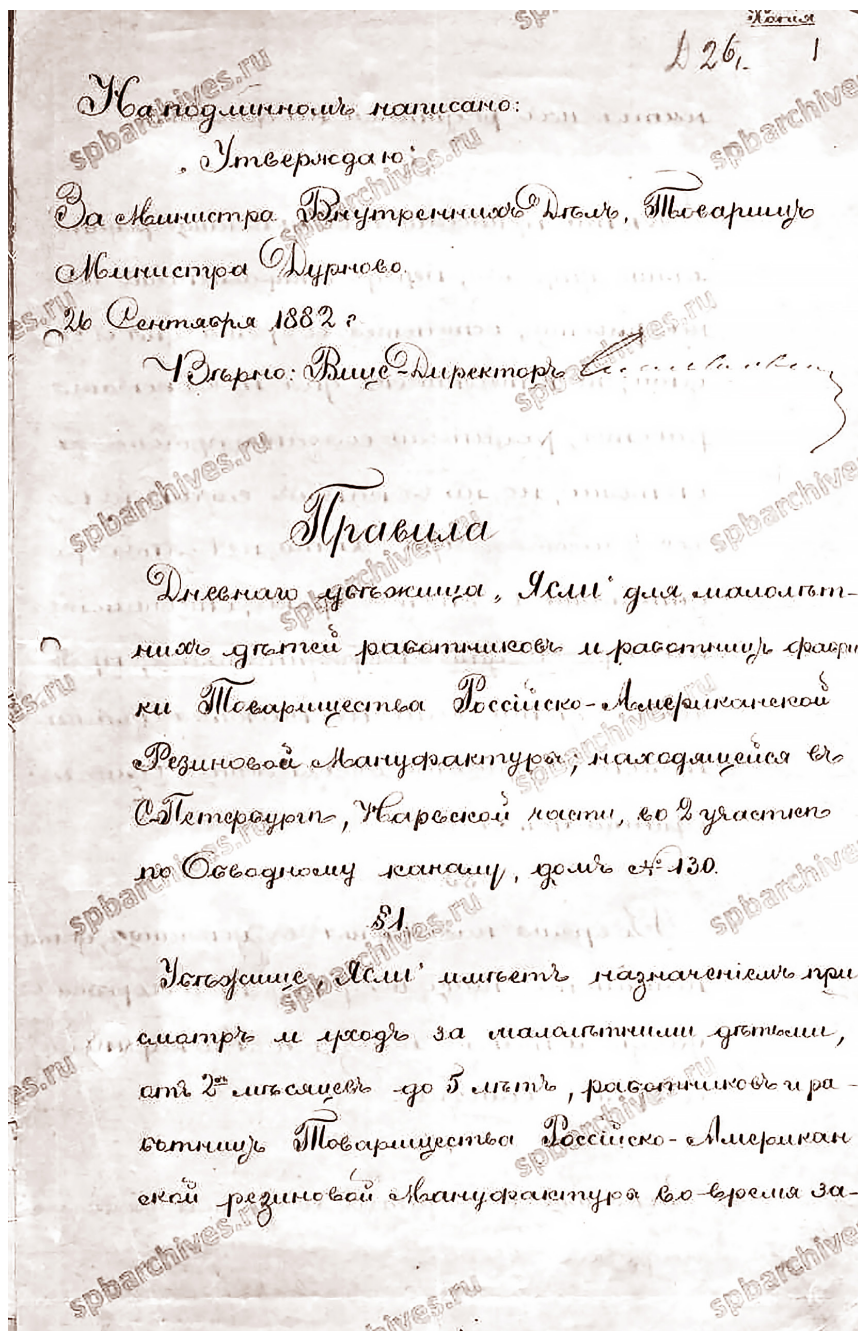 Копія
26 1
На подлинномъ написано:
„Утверждаю“
За Министра Внутреннихъ Дѣлъ, Товарищъ
Министра Дурново.
26 Сентября 1882 г.
Вѣрно: Вице-Директоръ
Правила
Дневнаго убѣжища „Ясли“ для малолѣт-
нихъ дѣтей работниковъ и работницъ фабри
ки Товарищества Россійско-Американской
Резиновой Мануфактуры, находящейся въ
С-Петербургѣ, Нарвской части, во 2 участкѣ
по Обводному каналу, домъ № 130.
§1.
Убѣжище „Ясли“ имѣетъ назначеніемъ при
смотръ и уходъ за малолѣтними дѣтьми,
отъ 2хъ мѣсяцевъ до 5 лѣтъ, работниковъ и ра-
ботницъ Товарищества Россійско-Американ
ской резиновой Мануфактуры во время за-
spbarchives.ru